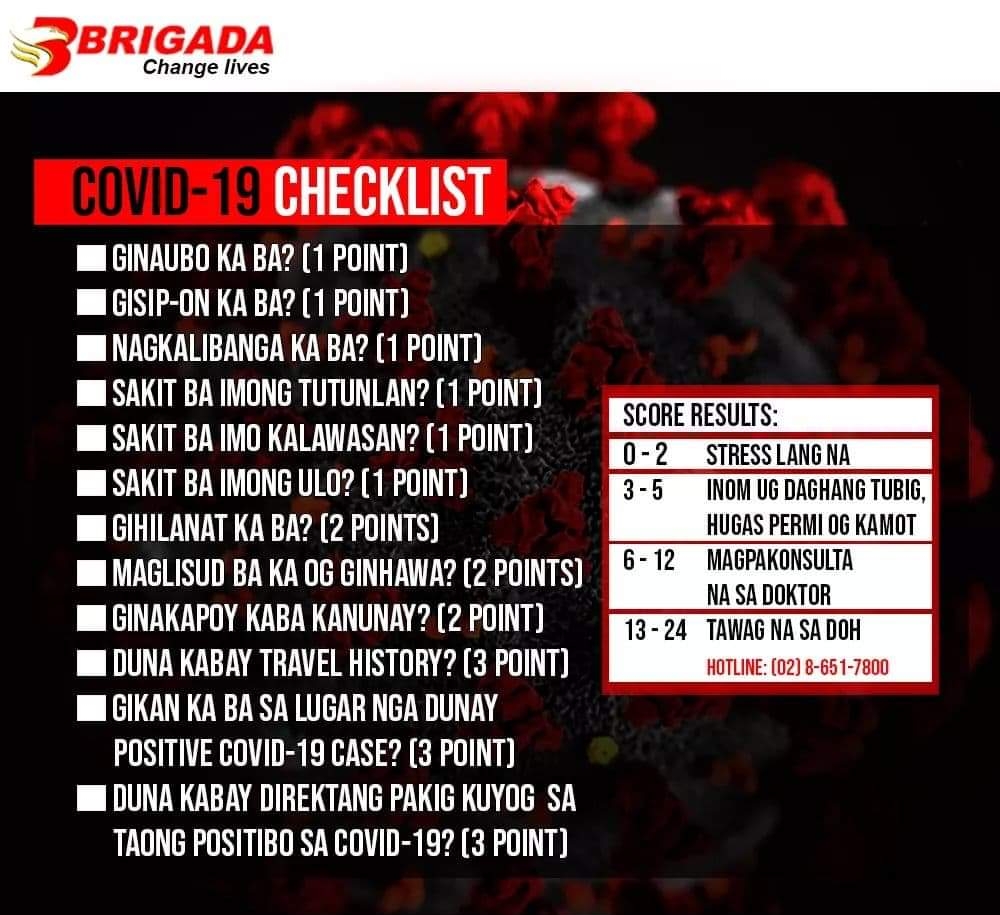 BRIGADA
Change lives
COVID-19 CHECKLIST
GINAUBO KA BA? (1 POINT)
GISIP-ON KA BA? (1 POINT)
NAGKALIBANGA KA BA? (1 POINT)
SAKIT BA IMONG TUTUNLAN? (1 POINT)
SAKIT BA IMO KALAWASAN? (1 POINT)
SAKIT BA IMONG ULO? (1 POINT)
GIHILANAT KA BA? (2 POINTS)
MAGLISUD BA KA OG GINHAWA? (2 POINTS)
GINAKAPOY KABA KANUNAY? (2 POINT)
DUNA KABAY TRAVEL HISTORY? (3 POINT)
GIKAN KA BA SA LUGAR NGA DUNAY
POSITIVE COVID-19 CASE? (3 POINT)
DUNA KABAY DIREKTANG PAKIG KUYOG SA
TAONG POSITIBO SA COVID-19? (3 POINT)
SCORE RESULTS:
0 - 2 STRESS LANG NA
3 - 5 INOM UG DAGHANG TUBIG,
HUGAS PERMI OG KAMOT
6 - 12 MAGPAKONSULTA
NA SA DOKTOR
13 - 24 TAWAG NA SA DOH
HOTLINE: (02) 8-651-7800